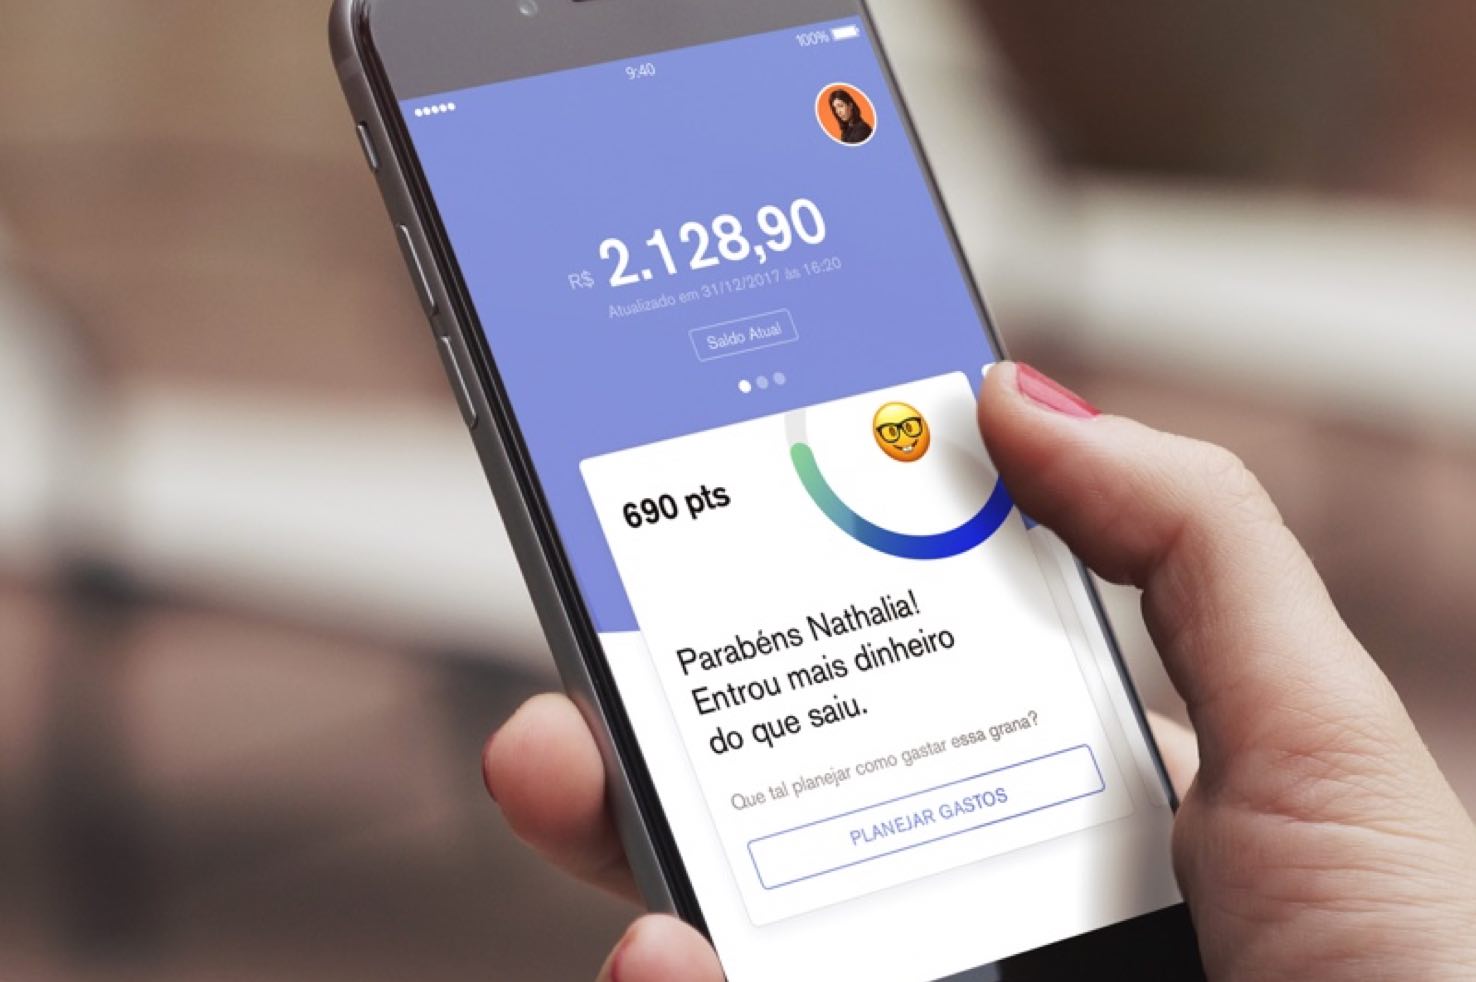 100%
9:40
R$ 2.128,90
Atualizado em 31/12/2017 às 16:20
Saldo Atual
690 pts
Parabéns Nathalia!
Entrou mais dinheiro
do que saiu.
Que tal planejar como gastar essa grana?
PLANEJAR GASTOS